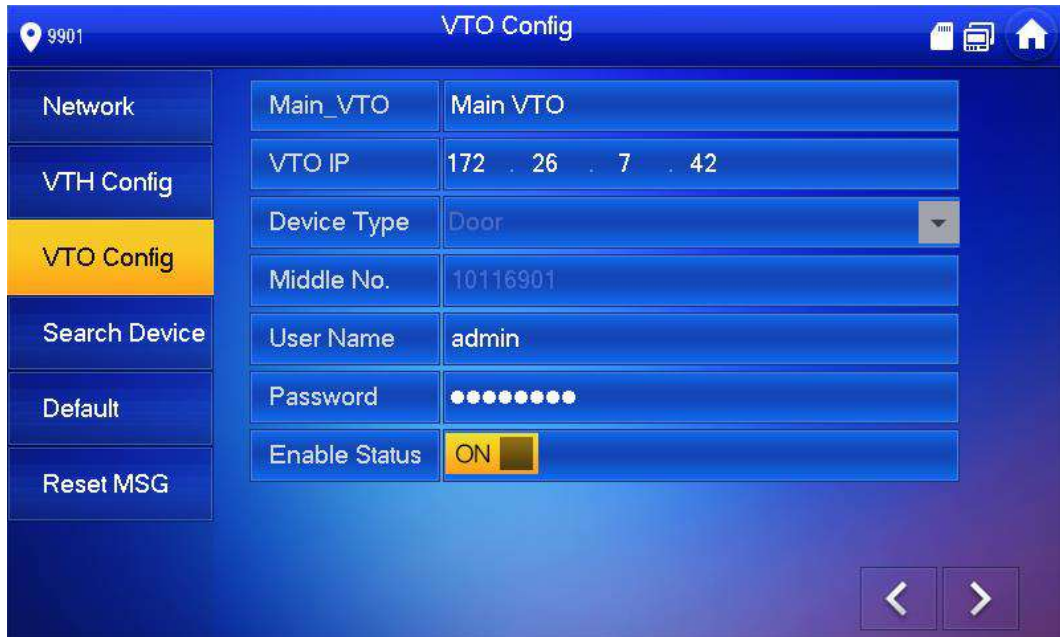 9901
VTO Config
Network
VTH Config
VTO Config
Search Device
Default
Reset MSG
Main_VTO Main VTO
VTO IP 172 . 26 . 7 . 42
Device Type Door
Middle No. 10116901
User Name admin
Password ●●●●●●●●
Enable Status ON